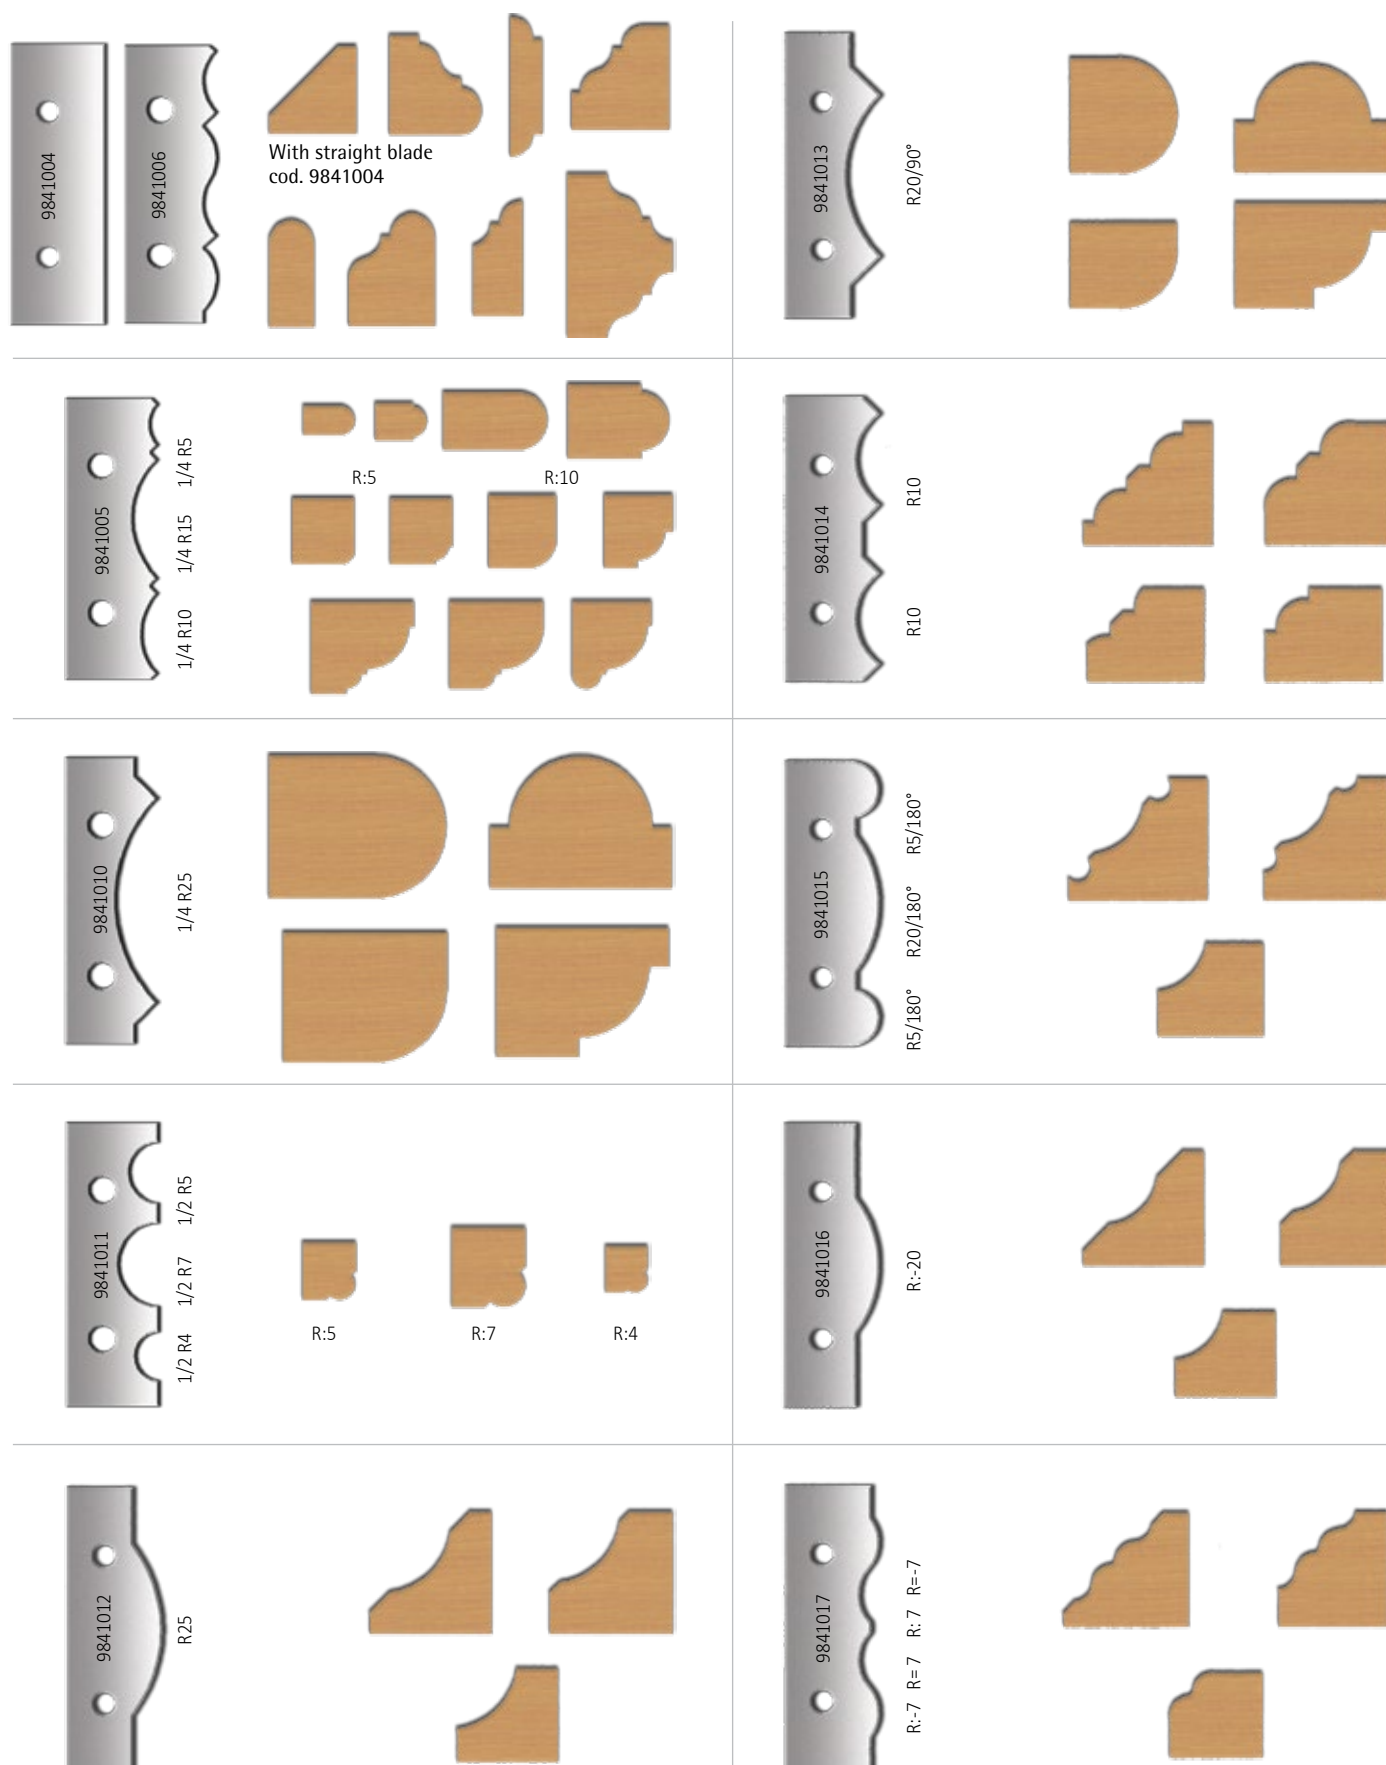 9841004
9841006
With straight blade
cod. 9841004
9841013
R20/90°
9841005
1/4 R5
1/4 R15
1/4 R10
R:5
R:10
9841014
R10
R10
9841010
1/4 R25
9841015
R5/180°
R20/180°
R5/180°
9841011
1/2 R5
1/2 R7
1/2 R4
R:5
R:7
R:4
9841016
R:-20
9841012
R25
9841017
R:-7 R=7 R:7 R=-7